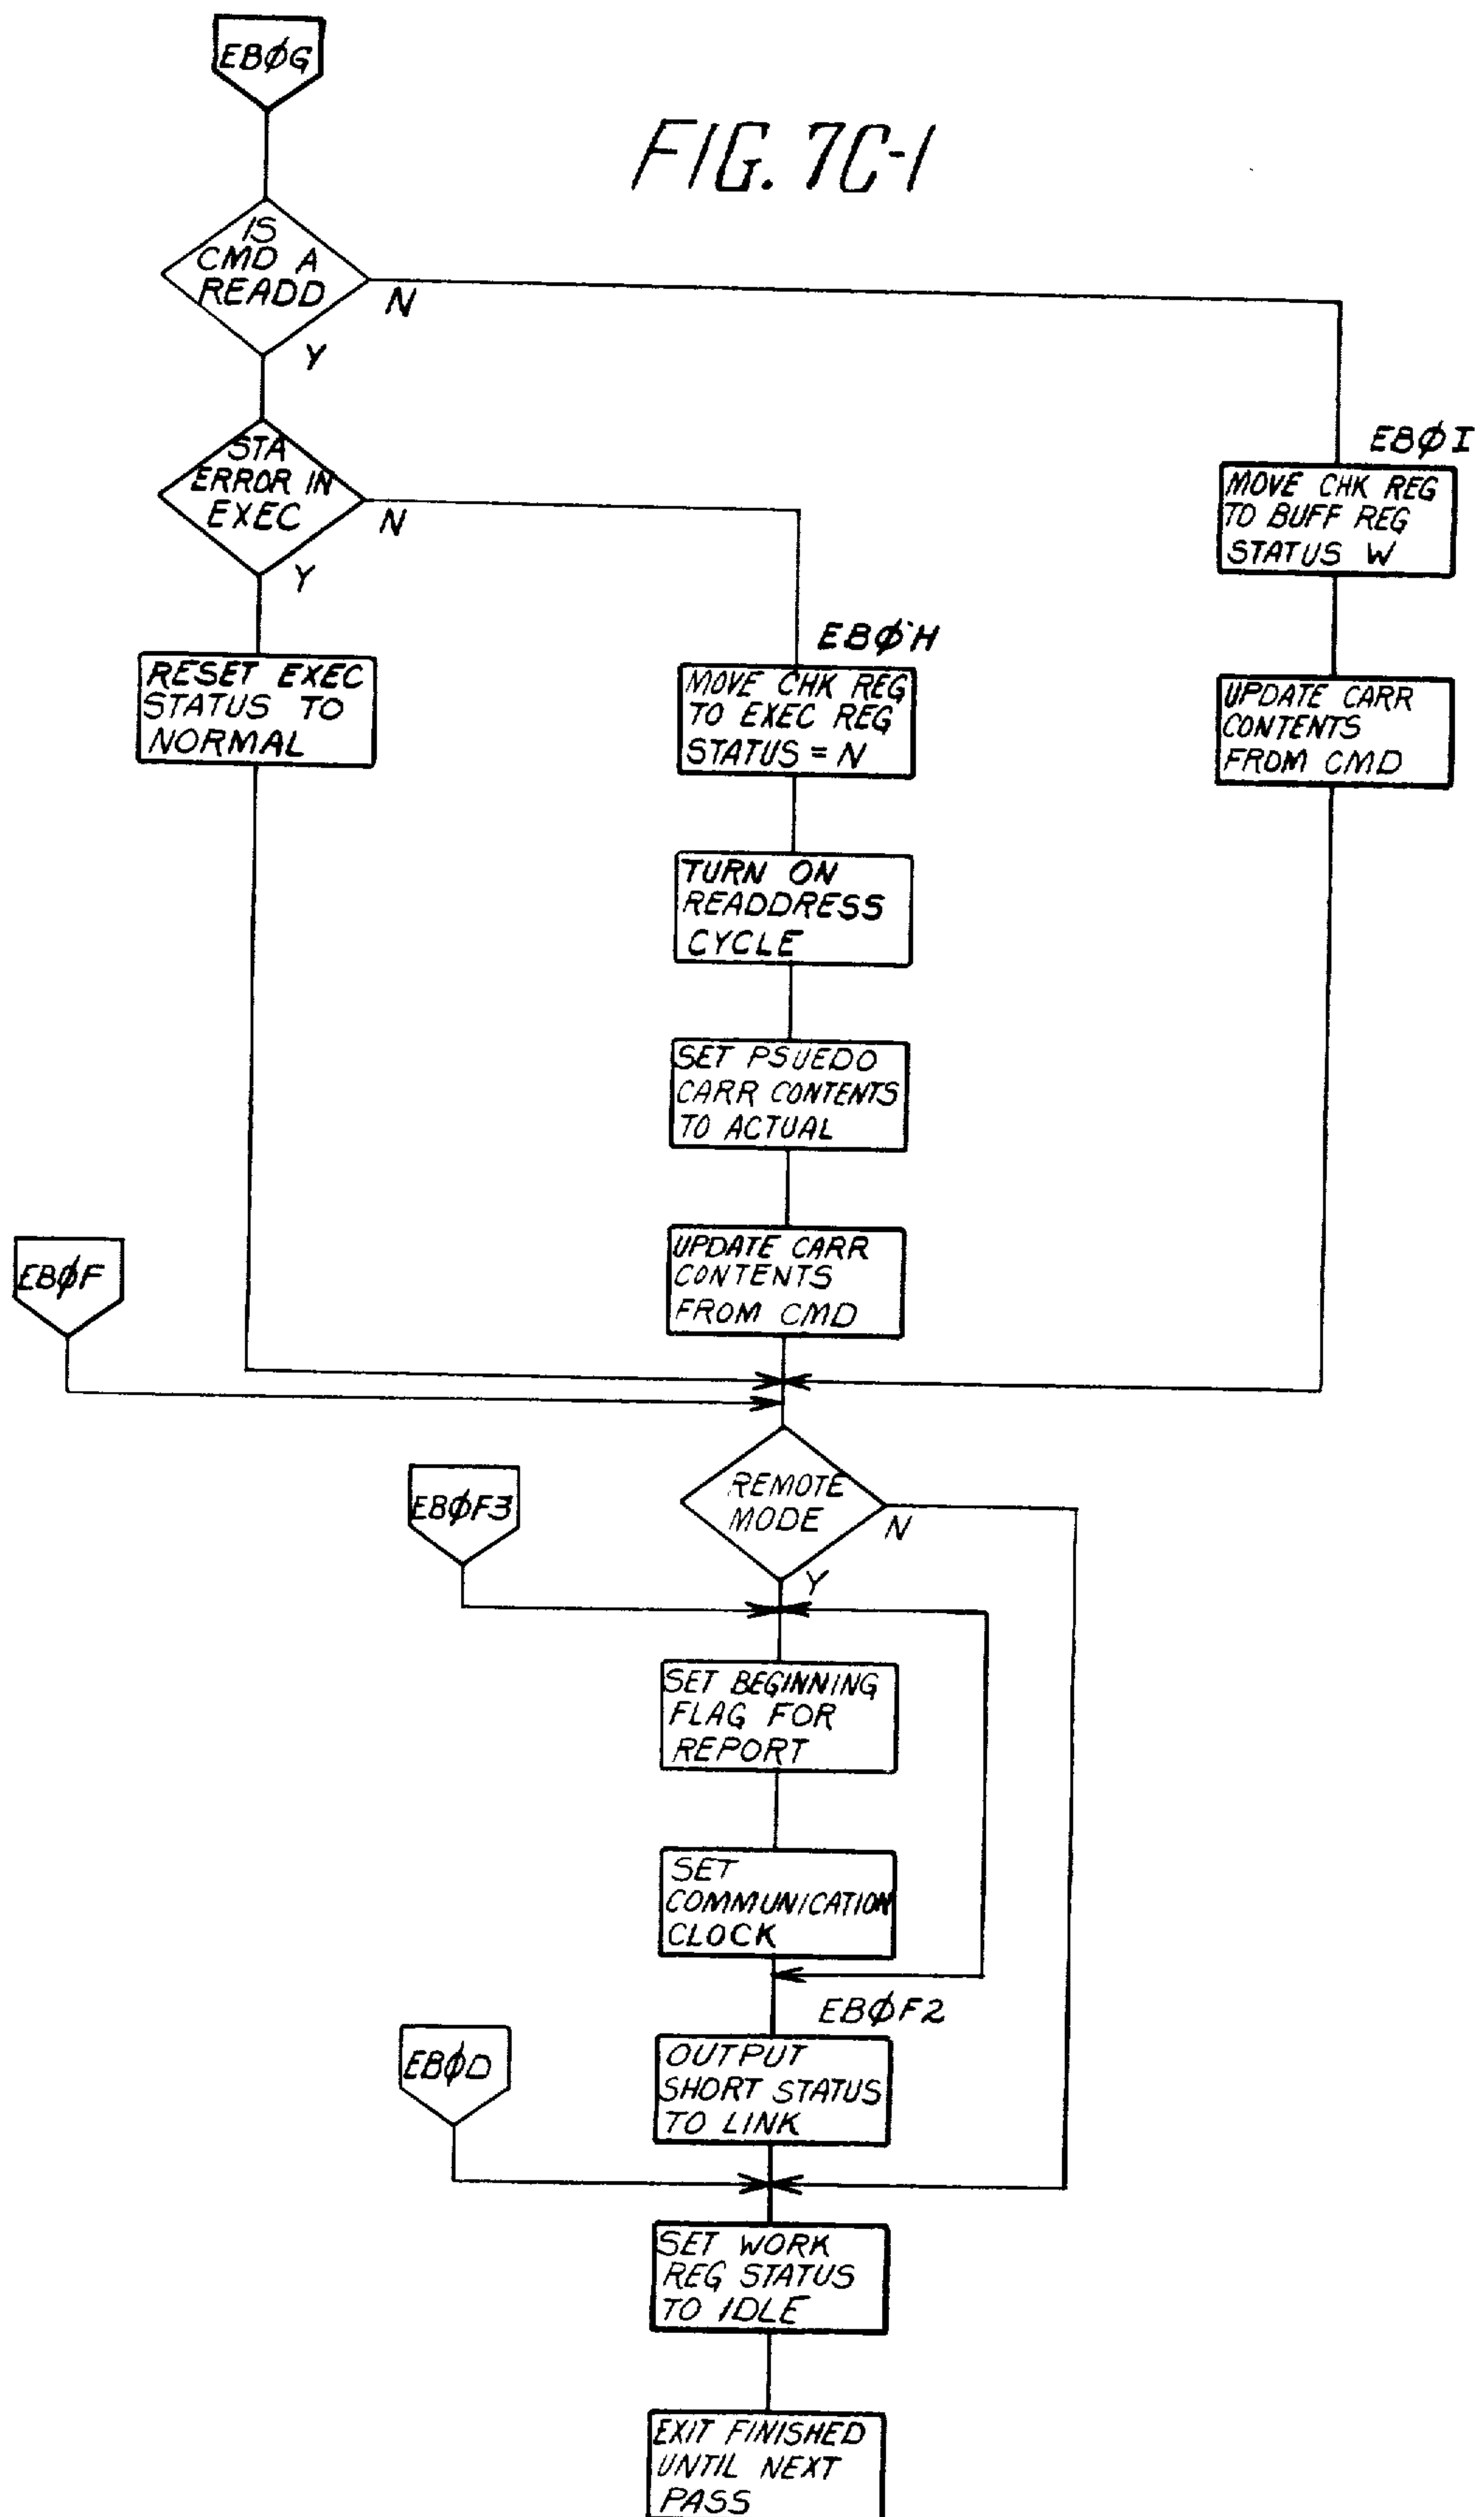 EBØG
FIG. 7C-1
IS
CMD A
READD
N
Y
STA
ERROR IN
EXEC
N
Y
EBØI
MOVE CHK REG
TO BUFF REG
STATUS W
RESET EXEC
STATUS TO
NORMAL
EBØH
MOVE CHK REG
TO EXEC REG
STATUS = N
UPDATE CARR
CONTENTS
FROM CMD
TURN ON
READDRESS
CYCLE
SET PSUEDO
CARR CONTENTS
TO ACTUAL
UPDATE CARR
CONTENTS
FROM CMD
EBØF
REMOTE
MODE
N
Y
EBØF3
SET BEGINNING
FLAG FOR
REPORT
SET
COMMUNICATION
CLOCK
EBØF2
OUTPUT
SHORT STATUS
TO LINK
EBØD
SET WORK
REG STATUS
TO IDLE
EXIT FINISHED
UNTIL NEXT
PASS